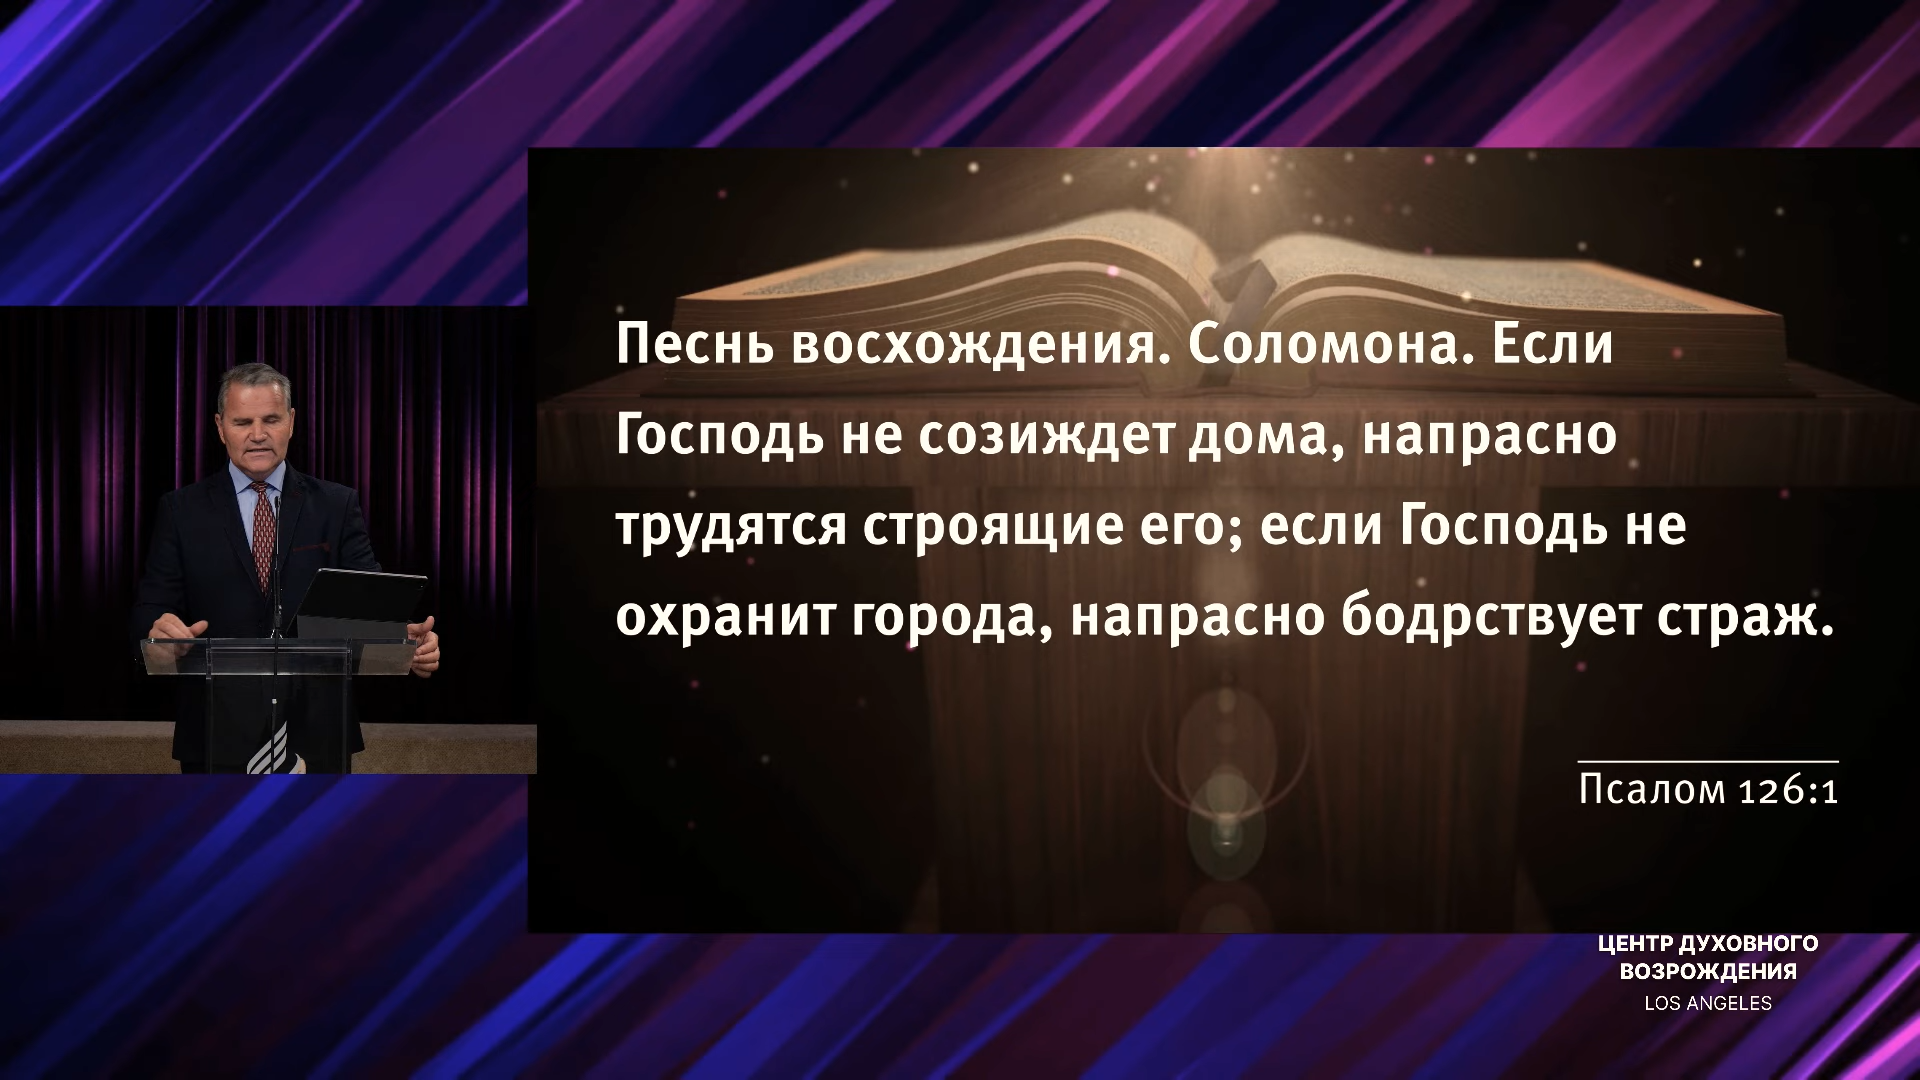 Песнь восхождения. Соломона. Если
Господь не созиждет дома, напрасно
трудятся строящие его; если Господь не
охранит города, напрасно бодрствует страж.
Псалом 126:1
ЦЕНТР ДУХОВНОГО
ВОЗРОЖДЕНИЯ
LOS ANGELES